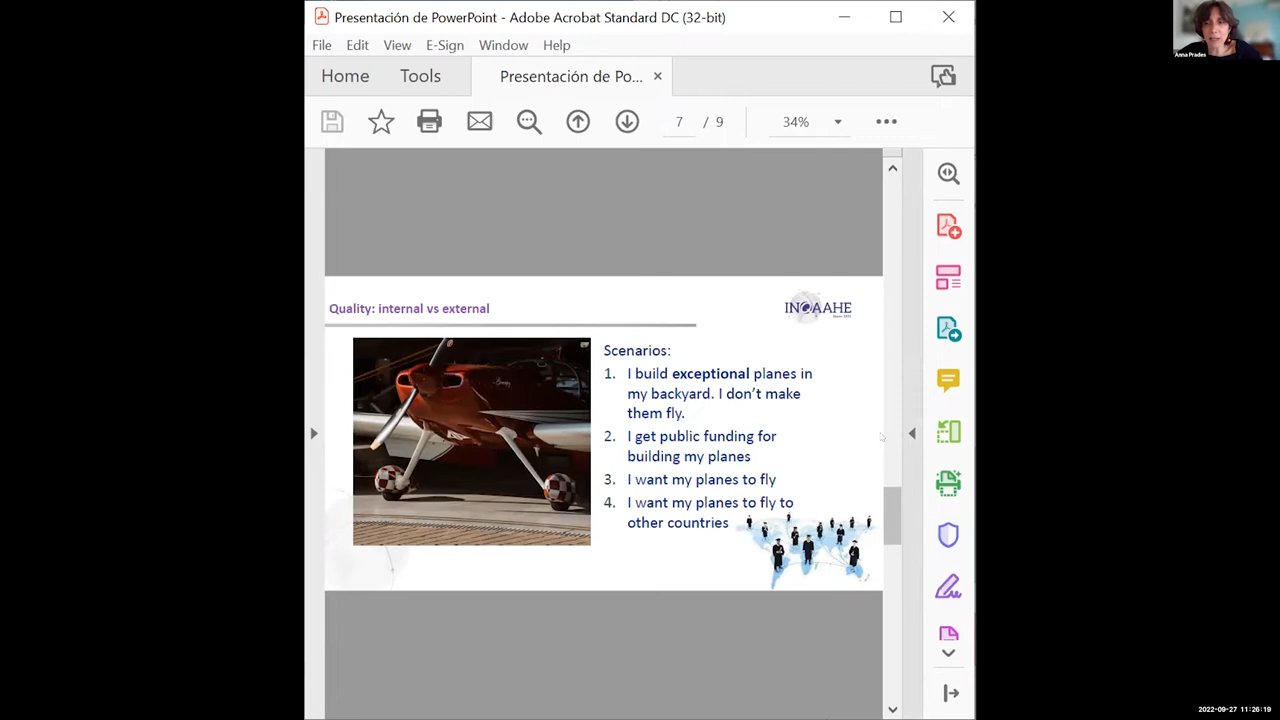 Presentación de PowerPoint - Adobe Acrobat Standard DC (32-bit)
Anna Prades
File Edit View E-Sign Window Help
Home Tools Presentación de Po... ×
7 / 9 34%
Quality: internal vs external
INQAAHE
Scenarios:
1. I build exceptional planes in
my backyard. I don’t make
them fly.
2. I get public funding for
building my planes
3. I want my planes to fly
4. I want my planes to fly to
other countries
2022-09-27 11:26:19